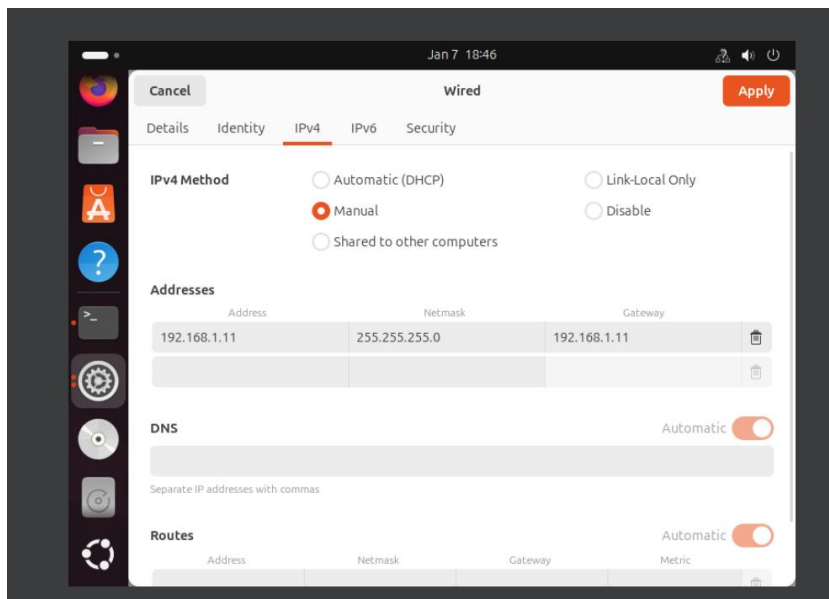 Jan 7 18:46
Cancel Wired Apply
Details Identity IPv4 IPv6 Security
IPv4 Method Automatic (DHCP) Link-Local Only
Manual Disable
Shared to other computers
Addresses
Address Netmask Gateway
192.168.1.11 255.255.255.0 192.168.1.11
DNS Automatic
Separate IP addresses with commas
Routes Automatic
Address Netmask Gateway Metric